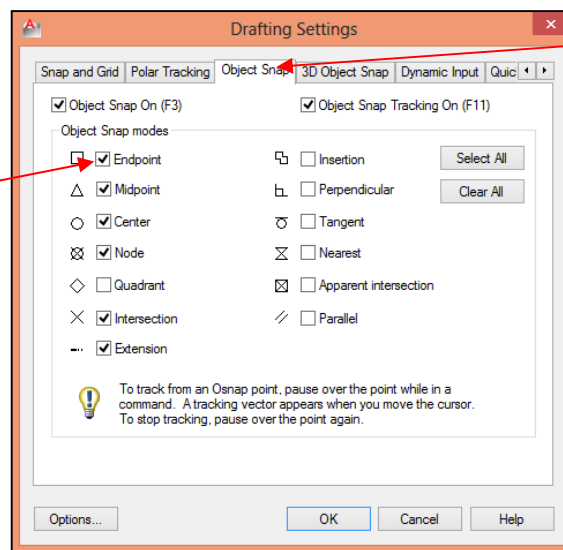 Drafting Settings
Snap and Grid Polar Tracking Object Snap 3D Object Snap Dynamic Input Quic
Object Snap On (F3) Object Snap Tracking On (F11)
Object Snap modes
Endpoint Insertion Select All
Midpoint Perpendicular Clear All
Center Tangent
Node Nearest
Quadrant Apparent intersection
Intersection Parallel
Extension
To track from an Osnap point, pause over the point while in a
command. A tracking vector appears when you move the cursor.
To stop tracking, pause over the point again.
Options... OK Cancel Help